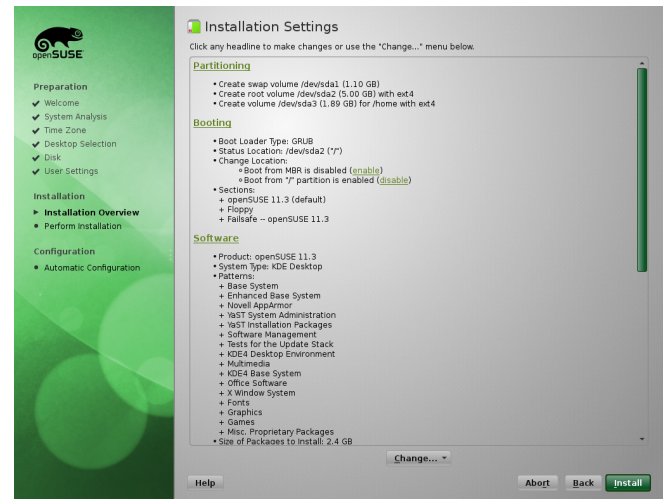 openSUSE
Preparation
Welcome
System Analysis
Time Zone
Desktop Selection
Disk
User Settings
Installation
Installation Overview
Perform Installation
Configuration
Automatic Configuration
Installation Settings
Click any headline to make changes or use the "Change..." menu below.
Partitioning
• Create swap volume /dev/sda1 (1.10 GB)
• Create root volume /dev/sda2 (5.00 GB) with ext4
• Create volume /dev/sda3 (1.89 GB) for /home with ext4
Booting
• Boot Loader Type: GRUB
• Status Location: /dev/sda2 ("/")
• Change Location:
Boot from MBR is disabled (enable)
Boot from "/" partition is enabled (disable)
• Sections:
+ openSUSE 11.3 (default)
+ Floppy
+ Failsafe -- openSUSE 11.3
Software
• Product: openSUSE 11.3
• System Type: KDE Desktop
• Patterns:
+ Base System
+ Enhanced Base System
+ Novell AppArmor
+ YaST System Administration
+ YaST Installation Packages
+ Software Management
+ Tests for the Update Stack
+ KDE4 Desktop Environment
+ Multimedia
+ KDE4 Base System
+ Office Software
+ X Window System
+ Fonts
+ Graphics
+ Games
+ Misc. Proprietary Packages
• Size of Packages to Install: 2.4 GB
Change...
Help
Abort
Back
Install